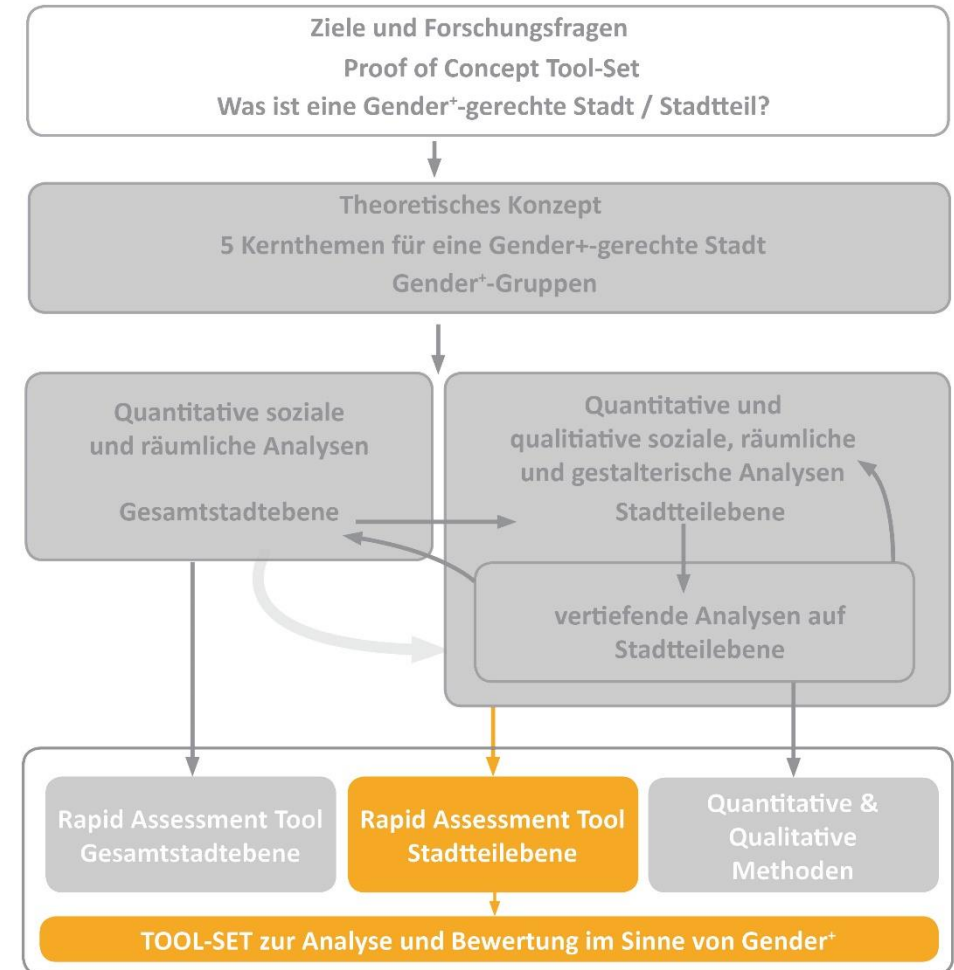 Ziele und Forschungsfragen
Proof of Concept Tool-Set
Was ist eine Gender⁺-gerechte Stadt / Stadtteil?
Theoretisches Konzept
5 Kernthemen für eine Gender+-gerechte Stadt
Gender⁺-Gruppen
Quantitative soziale
und räumliche Analysen
Gesamtstadtebene
Quantitative und
qualitiative soziale, räumliche
und gestalterische Analysen
Stadtteilebene
vertiefende Analysen auf
Stadtteilebene
Rapid Assessment Tool
Gesamtstadtebene
Rapid Assessment Tool
Stadtteilebene
Quantitative &
Qualitative
Methoden
TOOL-SET zur Analyse und Bewertung im Sinne von Gender⁺